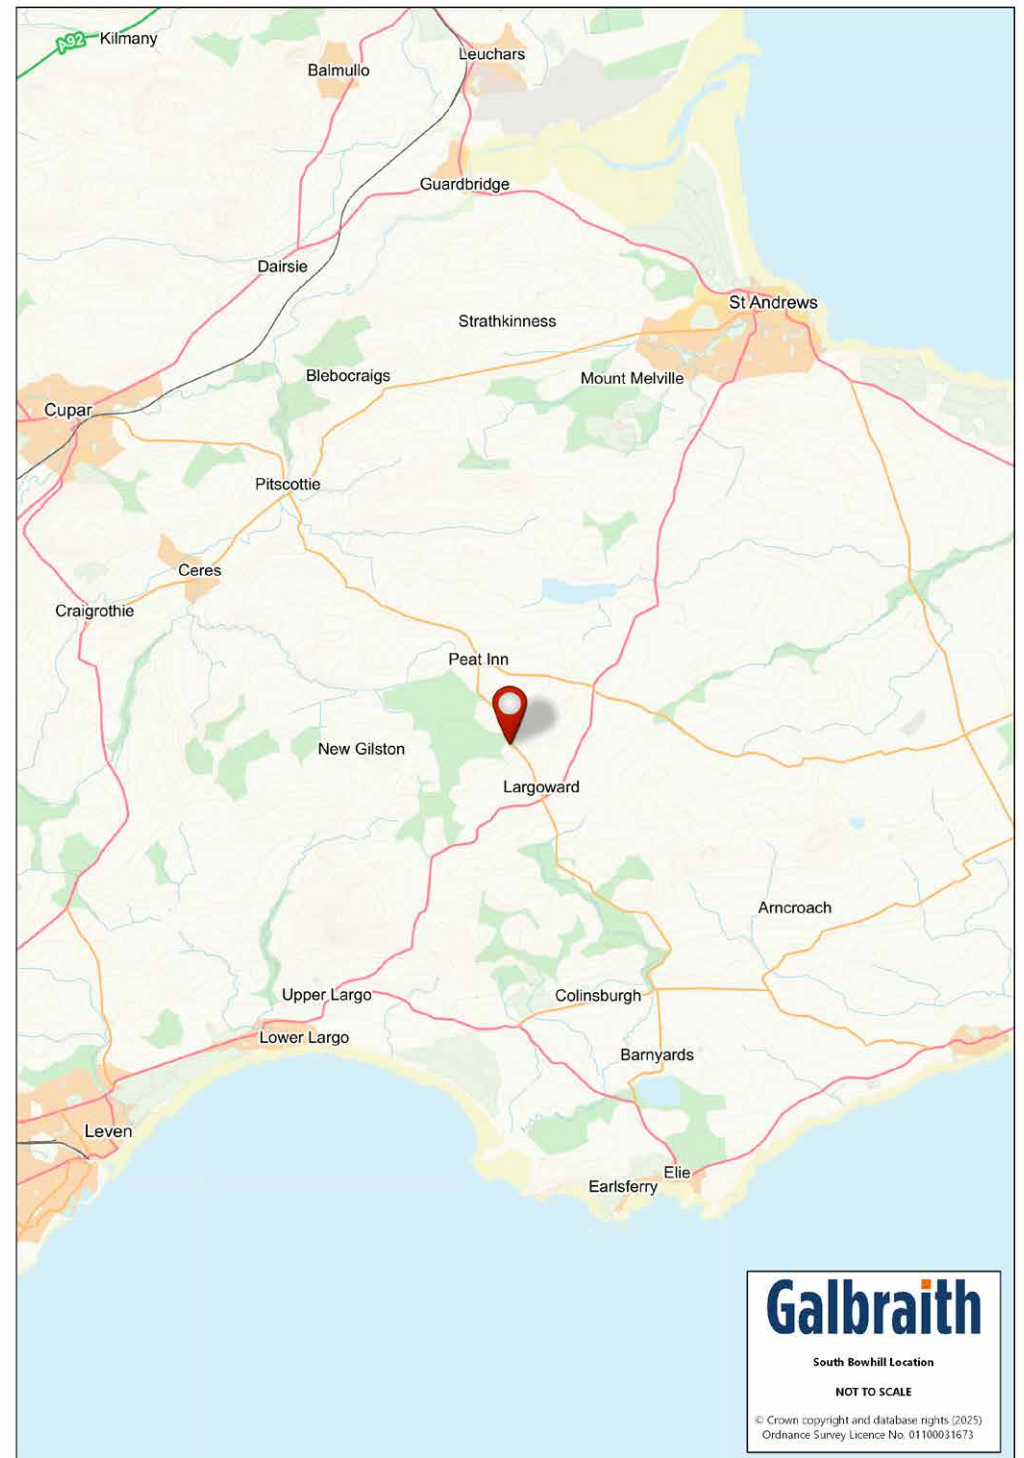 A92
Kilmany
Leuchars
Balmullo
Guardbridge
Dairsie
St Andrews
Strathkinness
Blebocraigs
Mount Melville
Cupar
Pitscottie
Ceres
Craigrothie
Peat Inn
New Gilston
Largoward
Arncroach
Upper Largo
Colinsburgh
Lower Largo
Barnyards
Leven
Elie
Earlsferry
Galbraith
South Bowhill Location
NOT TO SCALE
© Crown copyright and database rights (2025)
Ordnance Survey Licence No. 01100031673